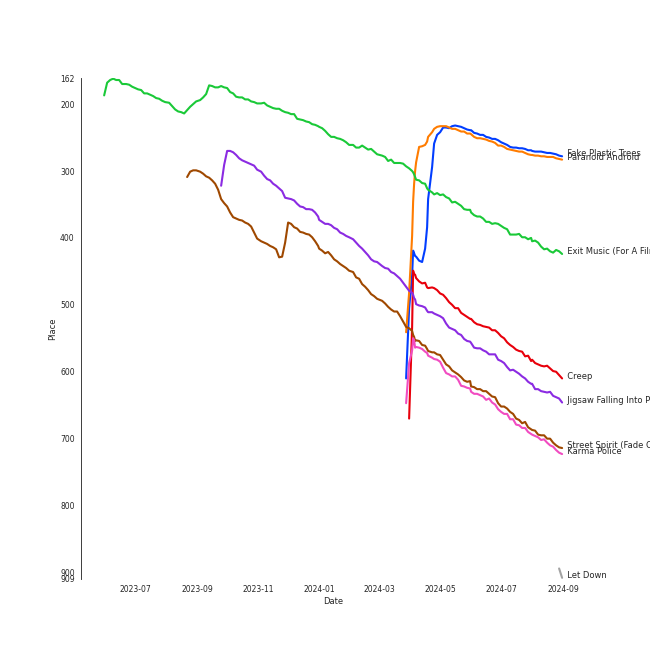 162
200
300
400
500
600
700
800
900
909
Place
2023-07
2023-09
2023-11
2024-01
2024-03
2024-05
2024-07
2024-09
Date
Fake Plastic Trees
Paranoid Android
Exit Music (For A Fil
Creep
Jigsaw Falling Into P
Street Spirit (Fade O
Karma Police
Let Down